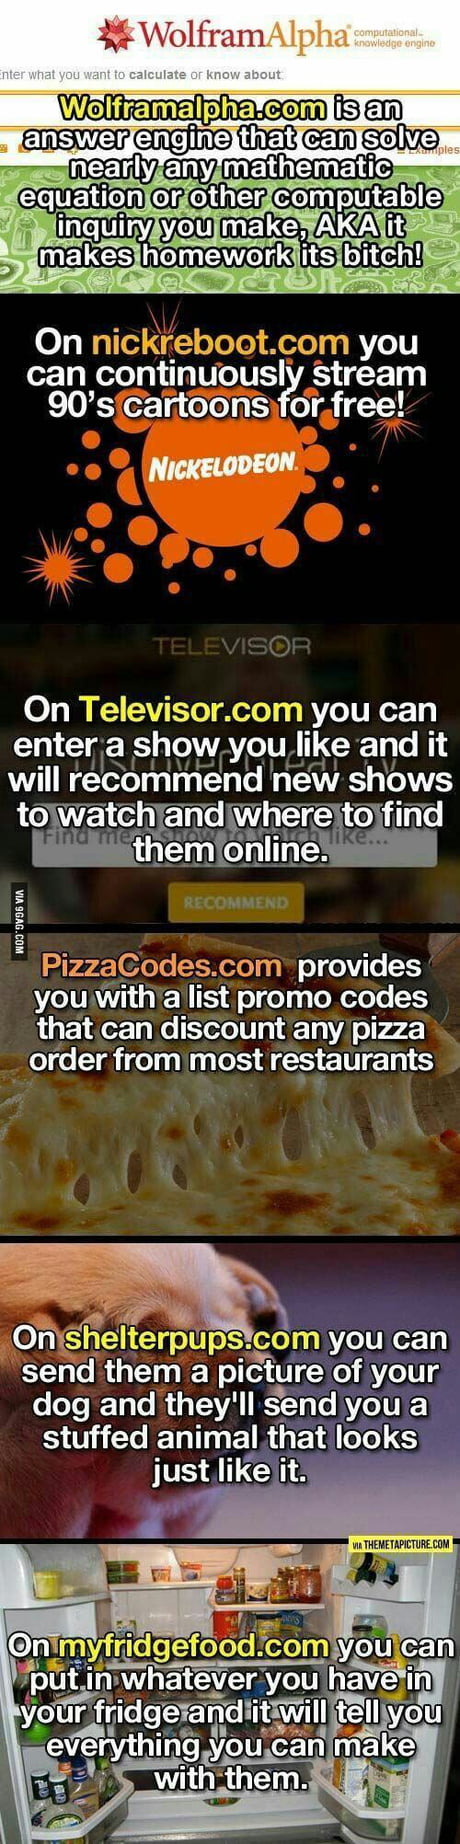 WolframAlpha computational knowledge engine
Enter what you want to calculate or know about:
Wolframalpha.com is an
answer engine that can solve
Examples
nearly any mathematic
equation or other computable
inquiry you make, AKA it
makes homework its bitch!
On nickreboot.com you
can continuously stream
90's cartoons for free!
NICKELODEON.
TELEVISOR
On Televisor.com you can
enter a show you like and it
will recommend new shows
to watch and where to find
Find me a show to watch like...
them online.
RECOMMEND
VIA 9GAG.COM
PizzaCodes.com provides
you with a list promo codes
that can discount any pizza
order from most restaurants
On shelterpups.com you can
send them a picture of your
dog and they'll send you a
stuffed animal that looks
just like it.
VIA THEMETAPICTURE.COM
On myfridgefood.com you can
put in whatever you have in
your fridge and it will tell you
everything you can make
with them.